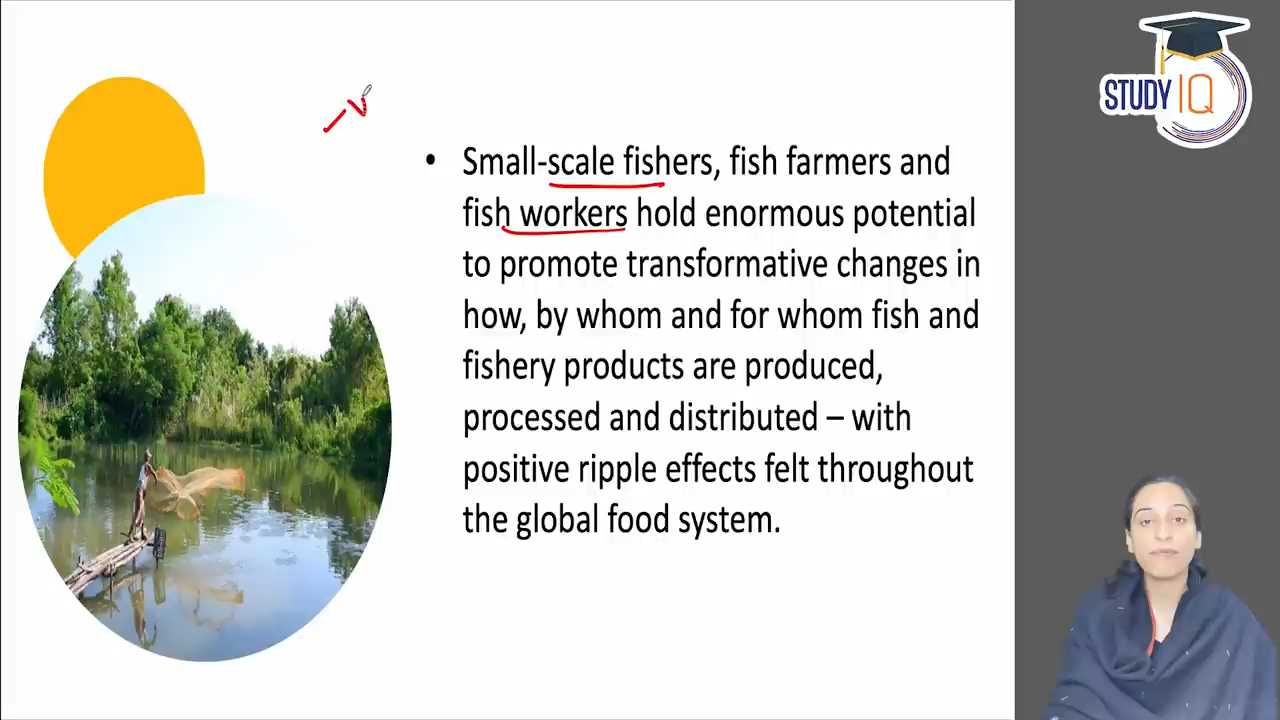 STUDY IQ
• Small-scale fishers, fish farmers and
fish workers hold enormous potential
to promote transformative changes in
how, by whom and for whom fish and
fishery products are produced,
processed and distributed – with
positive ripple effects felt throughout
the global food system.